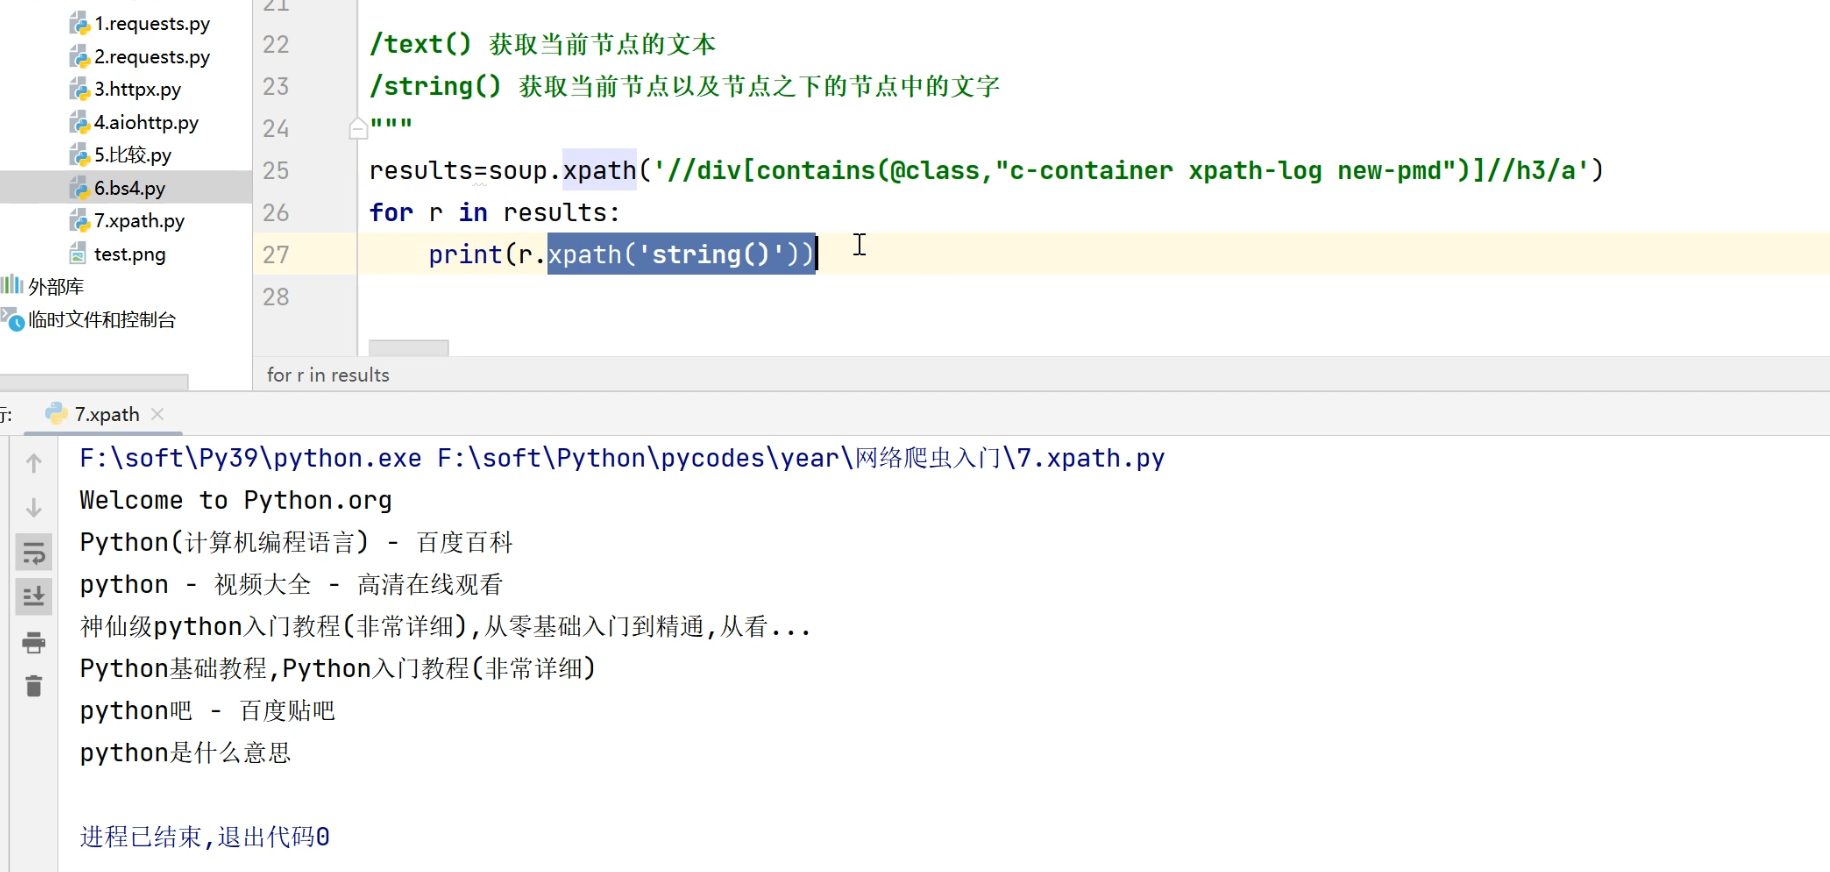 1.requests.py
2.requests.py
3.httpx.py
4.aiohttp.py
5.比较.py
6.bs4.py
7.xpath.py
test.png
外部库
临时文件和控制台
21
22 /text() 获取当前节点的文本
23 /string() 获取当前节点以及节点之下的节点中的文字
24 """
25 results=soup.xpath('//div[contains(@class,"c-container xpath-log new-pmd")]//h3/a')
26 for r in results:
27 print(r.xpath('string()'))
28
for r in results
行: 7.xpath
F:\soft\Py39\python.exe F:\soft\Python\pycodes\year\网络爬虫入门\7.xpath.py
Welcome to Python.org
Python(计算机编程语言) - 百度百科
python - 视频大全 - 高清在线观看
神仙级python入门教程(非常详细),从零基础入门到精通,从看...
Python基础教程,Python入门教程(非常详细)
python吧 - 百度贴吧
python是什么意思
进程已结束,退出代码0